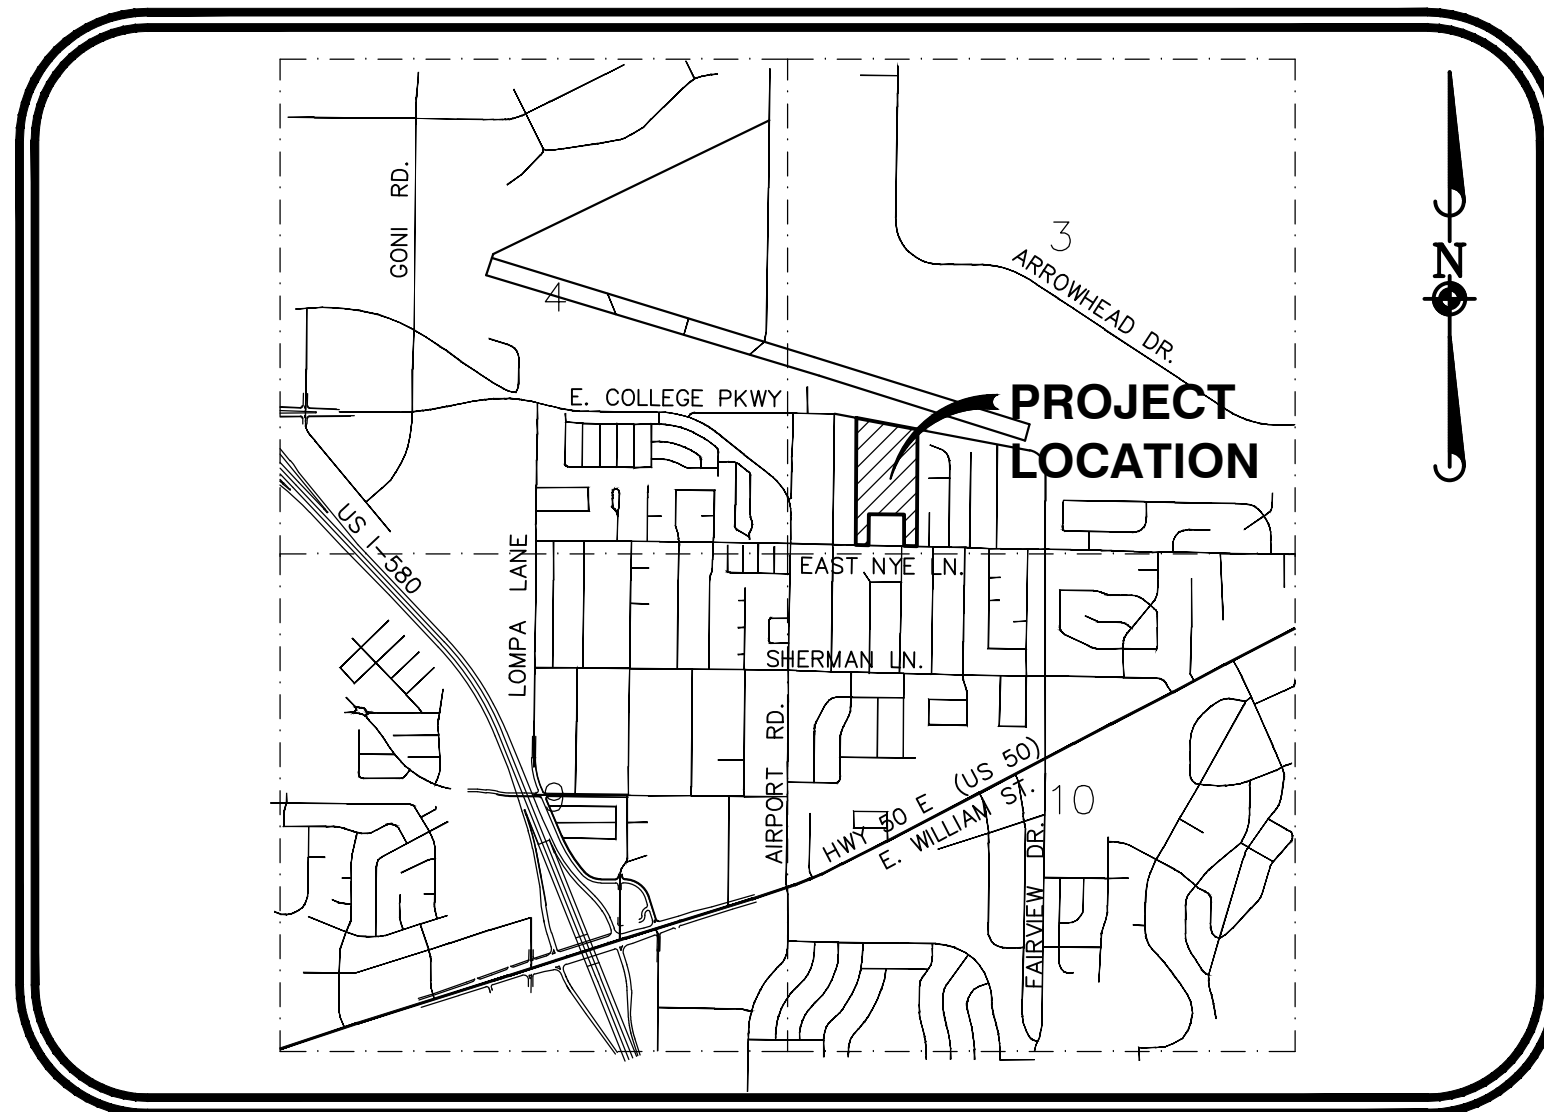 GONI RD.
3
ARROWHEAD DR.
N
4
E. COLLEGE PKWY
PROJECT
LOCATION
US I-580
LOMPA LANE
EAST NYE LN.
SHERMAN LN.
AIRPORT RD.
HWY 50 E (US 50)
E. WILLIAM ST.
9
10
FAIRVIEW DR.